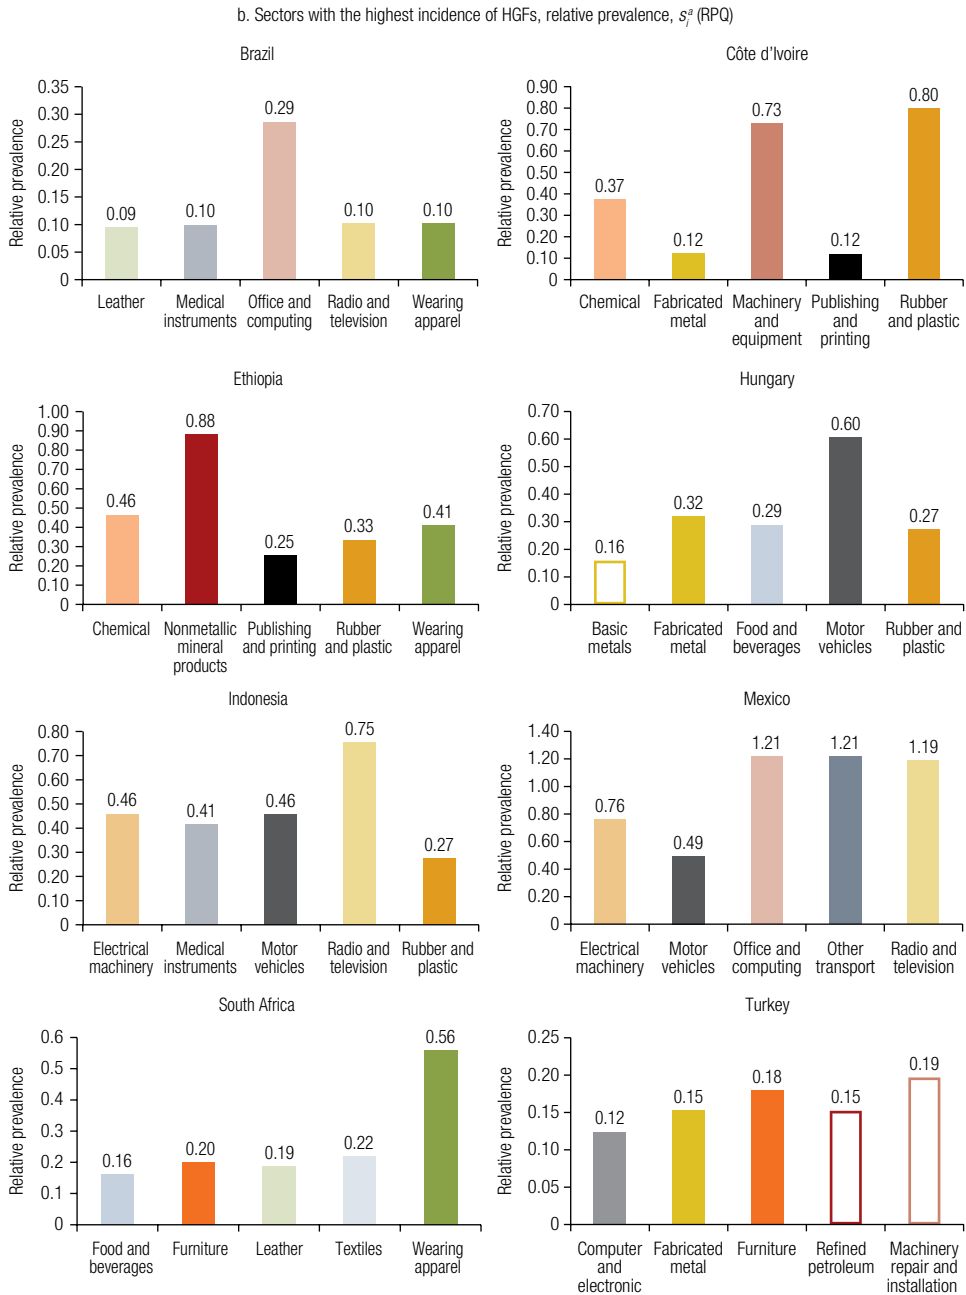 b. Sectors with the highest incidence of HGFs, relative prevalence, sᵢᵃ (RPQ)
Brazil
Relative prevalence
0.35
0.30
0.25
0.20
0.15
0.10
0.05
0
0.09
0.10
0.29
0.10
0.10
Leather
Medical
instruments
Office and
computing
Radio and
television
Wearing
apparel
Côte d'Ivoire
Relative prevalence
0.90
0.80
0.70
0.60
0.50
0.40
0.30
0.20
0.10
0
0.37
0.12
0.73
0.12
0.80
Chemical
Fabricated
metal
Machinery
and
equipment
Publishing
and
printing
Rubber
and plastic
Ethiopia
Relative prevalence
1.00
0.90
0.80
0.70
0.60
0.50
0.40
0.30
0.20
0.10
0
0.46
0.88
0.25
0.33
0.41
Chemical
Nonmetallic
mineral
products
Publishing
and printing
Rubber
and plastic
Wearing
apparel
Hungary
Relative prevalence
0.70
0.60
0.50
0.40
0.30
0.20
0.10
0
0.16
0.32
0.29
0.60
0.27
Basic
metals
Fabricated
metal
Food and
beverages
Motor
vehicles
Rubber and
plastic
Indonesia
Relative prevalence
0.80
0.70
0.60
0.50
0.40
0.30
0.20
0.10
0
0.46
0.41
0.46
0.75
0.27
Electrical
machinery
Medical
instruments
Motor
vehicles
Radio and
television
Rubber and
plastic
Mexico
Relative prevalence
1.40
1.20
1.00
0.80
0.60
0.40
0.20
0
0.76
0.49
1.21
1.21
1.19
Electrical
machinery
Motor
vehicles
Office and
computing
Other
transport
Radio and
television
South Africa
Relative prevalence
0.6
0.5
0.4
0.3
0.2
0.1
0
0.16
0.20
0.19
0.22
0.56
Food and
beverages
Furniture
Leather
Textiles
Wearing
apparel
Turkey
Relative prevalence
0.25
0.20
0.15
0.10
0.05
0
0.12
0.15
0.18
0.15
0.19
Computer
and
electronic
Fabricated
metal
Furniture
Refined
petroleum
Machinery
repair and
installation